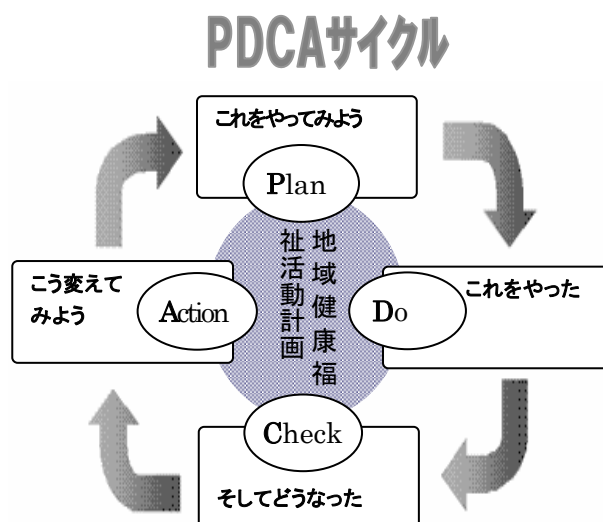 PDCAサイクル
これをやってみよう
Plan
これをやった
Do
地域健康福
祉活動計画
こう変えて
みよう
Action
Check
そしてどうなった